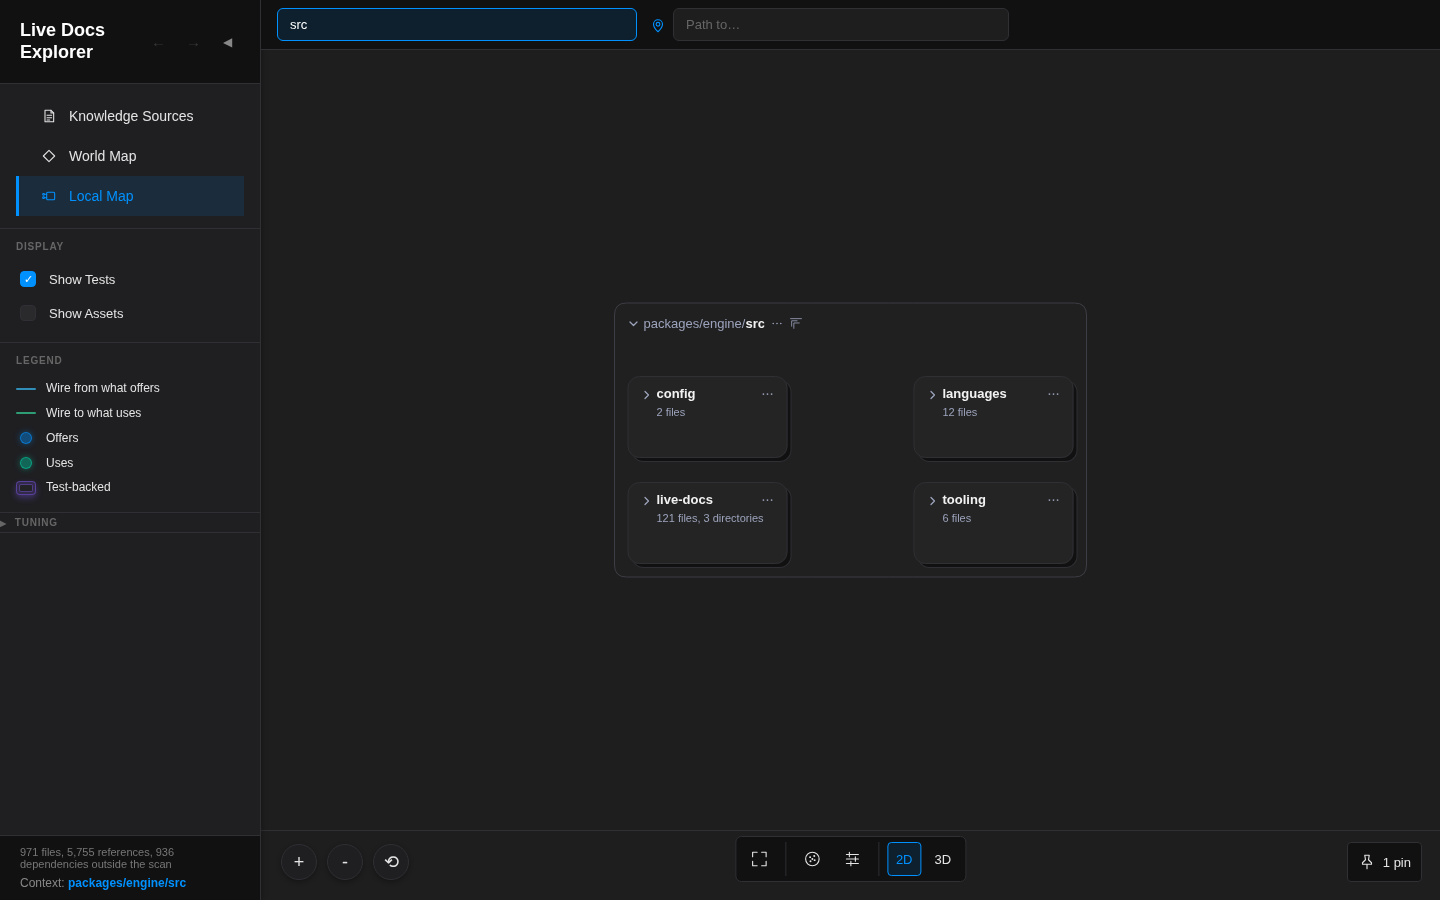 Live Docs
Explorer
src
Path to…
Knowledge Sources
World Map
Local Map
DISPLAY
Show Tests
Show Assets
LEGEND
Wire from what offers
Wire to what uses
Offers
Uses
Test-backed
TUNING
packages/engine/src
config
2 files
languages
12 files
live-docs
121 files, 3 directories
tooling
6 files
971 files, 5,755 references, 936
dependencies outside the scan
Context: packages/engine/src
+
-
2D
3D
1 pin